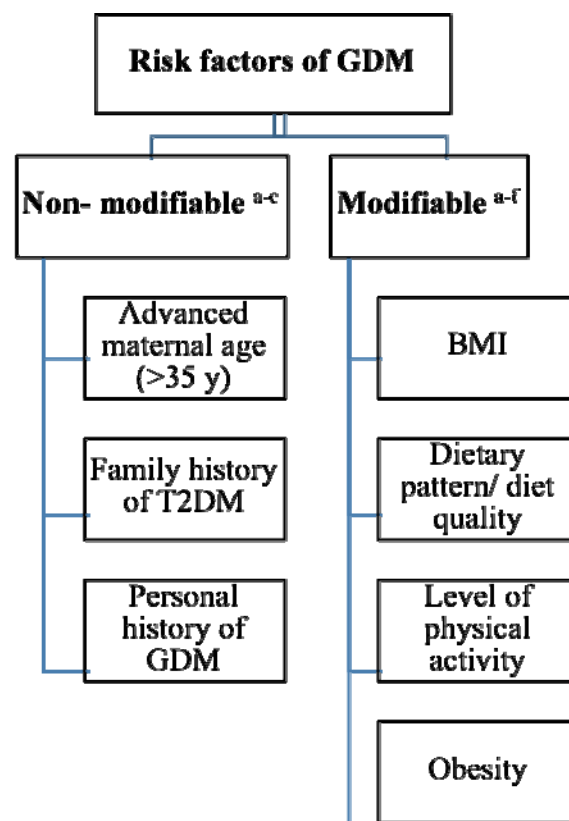 Risk factors of GDM
Non- modifiable a-c
Modifiable a-f
Advanced
maternal age
(>35 y)
Family history
of T2DM
Personal
history of
GDM
BMI
Dietary
pattern/ diet
quality
Level of
physical
activity
Obesity